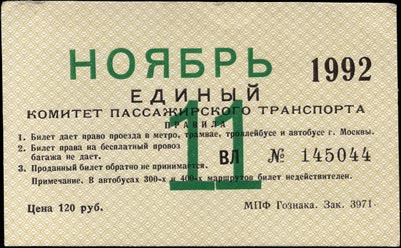 НОЯБРЬ 1992
11
ЕДИНЫЙ
КОМИТЕТ ПАССАЖИРСКОГО ТРАНСПОРТА
ПРАВИЛА
1. Билет дает право проезда в метро, трамвае, троллейбусе и автобусе г. Москвы.
2. Билет права на бесплатный провоз
багажа не дает.
ВЛ № 145044
3. Проданный билет обратно не принимается.
Примечание. В автобусах 300-х и 400-х маршрутов билет недействителен.
Цена 120 руб.
МПФ Гознака. Зак. 3971.